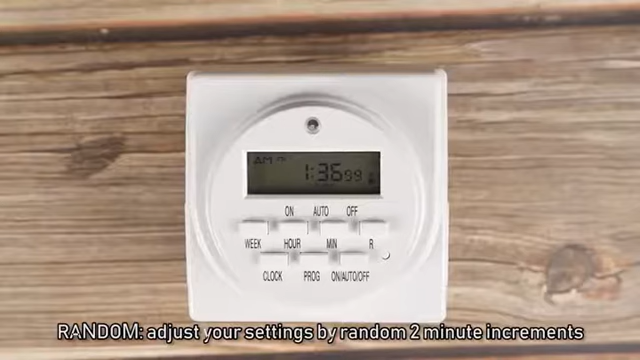 AM
1:36
ON AUTO OFF
WEEK HOUR MIN R
CLOCK PROG ON/AUTO/OFF
RANDOM: adjust your settings by random 2 minute increments